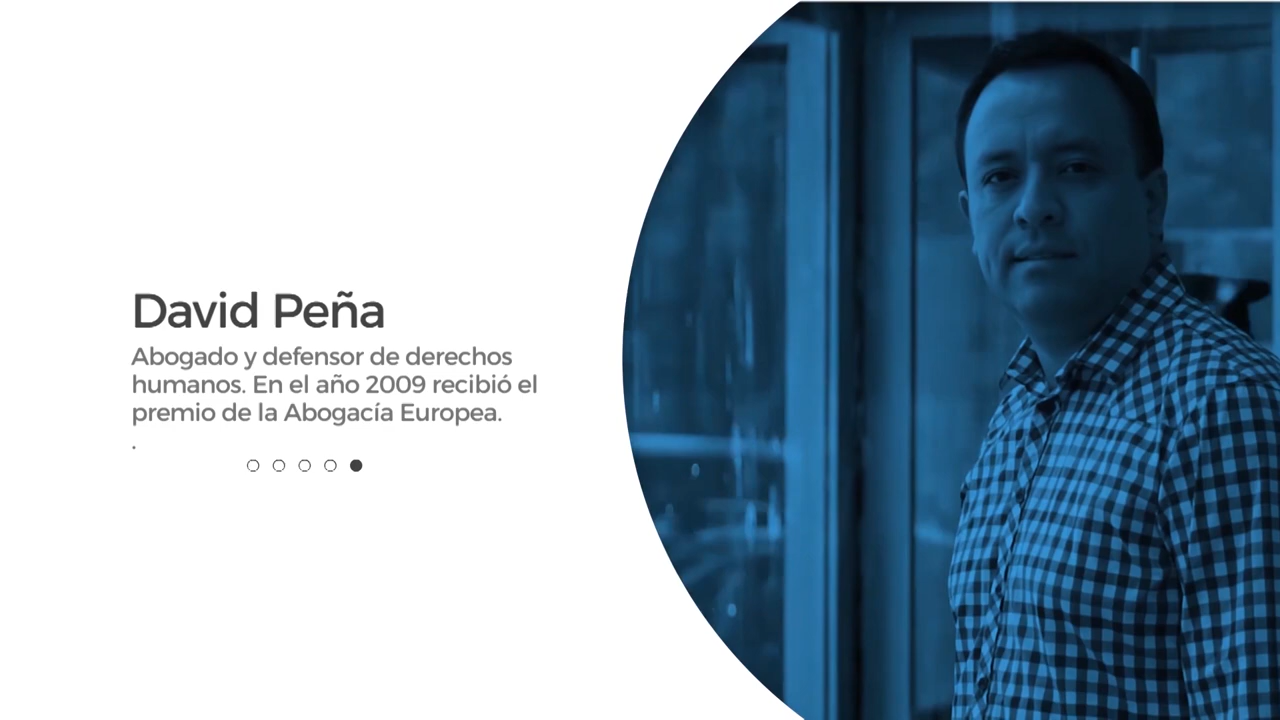 David Peña
Abogado y defensor de derechos
humanos. En el año 2009 recibió el
premio de la Abogacía Europea.
.